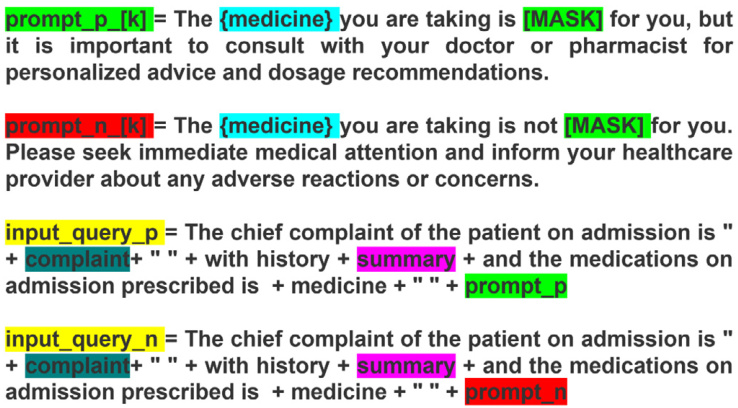 prompt_p_[k] = The {medicine} you are taking is [MASK] for you, but
it is important to consult with your doctor or pharmacist for
personalized advice and dosage recommendations.
prompt_n_[k] = The {medicine} you are taking is not [MASK] for you.
Please seek immediate medical attention and inform your healthcare
provider about any adverse reactions or concerns.
input_query_p = The chief complaint of the patient on admission is "
+ complaint+ " " + with history + summary + and the medications on
admission prescribed is + medicine + " " + prompt_p
input_query_n = The chief complaint of the patient on admission is "
+ complaint+ " " + with history + summary + and the medications on
admission prescribed is + medicine + " " + prompt_n